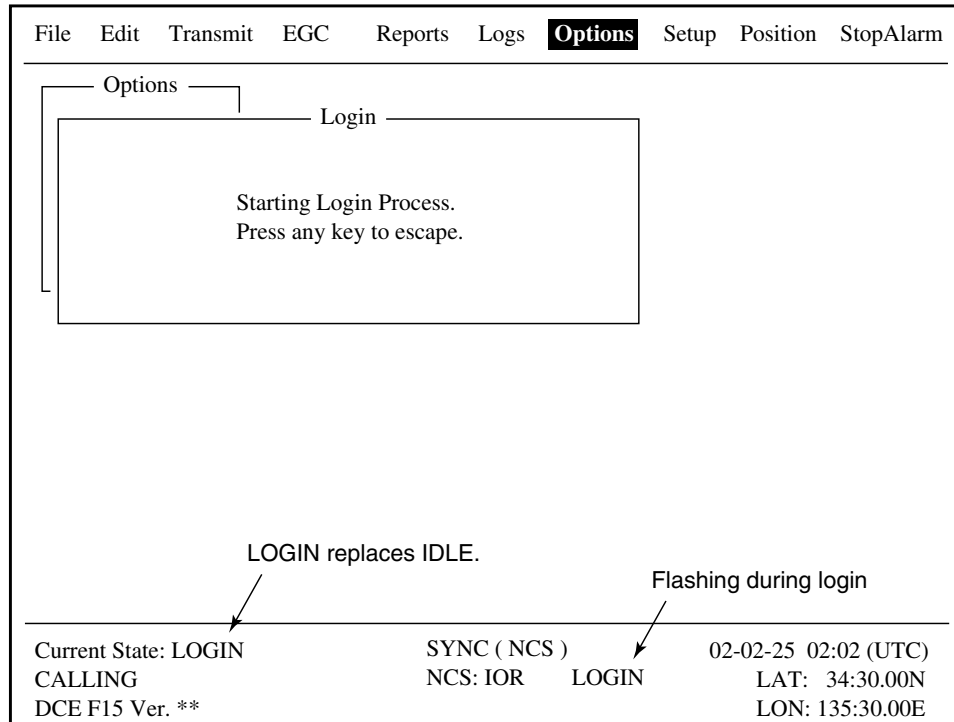 File Edit Transmit EGC Reports Logs Options Setup Position StopAlarm
Options
Login
Starting Login Process.
Press any key to escape.
LOGIN replaces IDLE.
Flashing during login
Current State: LOGIN SYNC ( NCS ) 02-02-25 02:02 (UTC)
CALLING NCS: IOR LOGIN LAT: 34:30.00N
DCE F15 Ver. ** LON: 135:30.00E